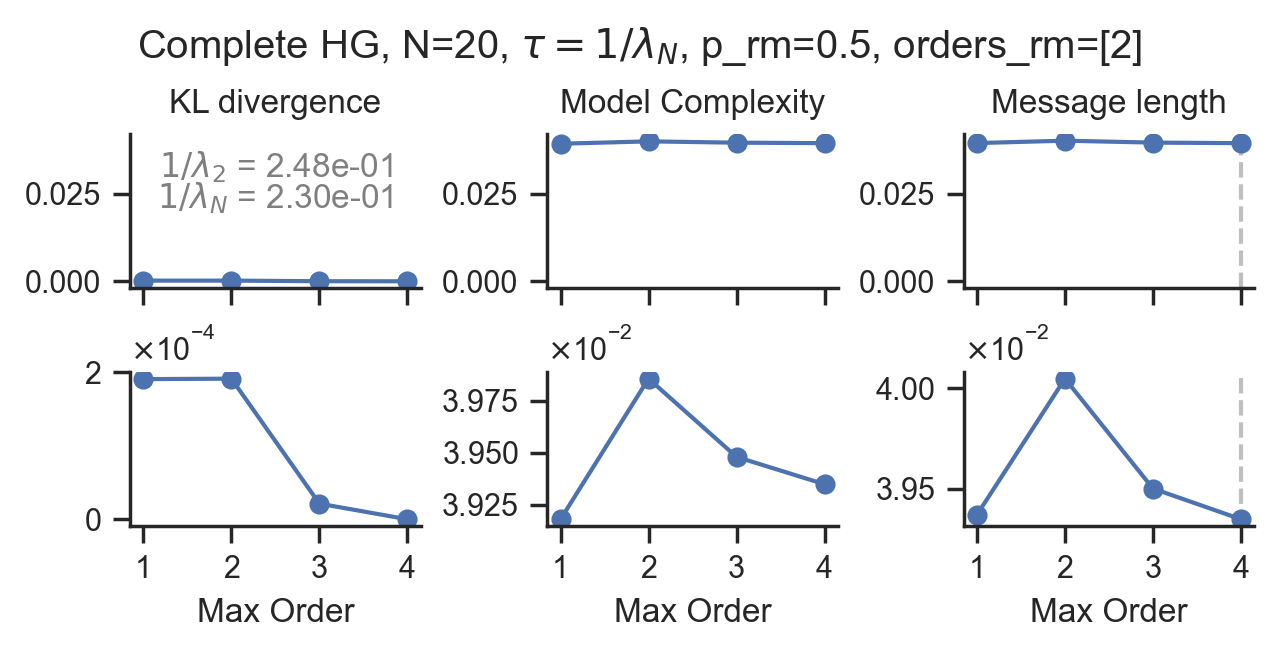 Complete HG, N=20, τ = 1/λ_N, p_rm=0.5, orders_rm=[2]
KL divergence
Model Complexity
Message length
1/λ₂ = 2.48e-01
1/λ_N = 2.30e-01
0.025
0.000
0.025
0.000
0.025
0.000
×10⁻⁴
2
0
1 2 3 4
Max Order
×10⁻²
3.975
3.950
3.925
1 2 3 4
Max Order
×10⁻²
4.00
3.95
1 2 3 4
Max Order